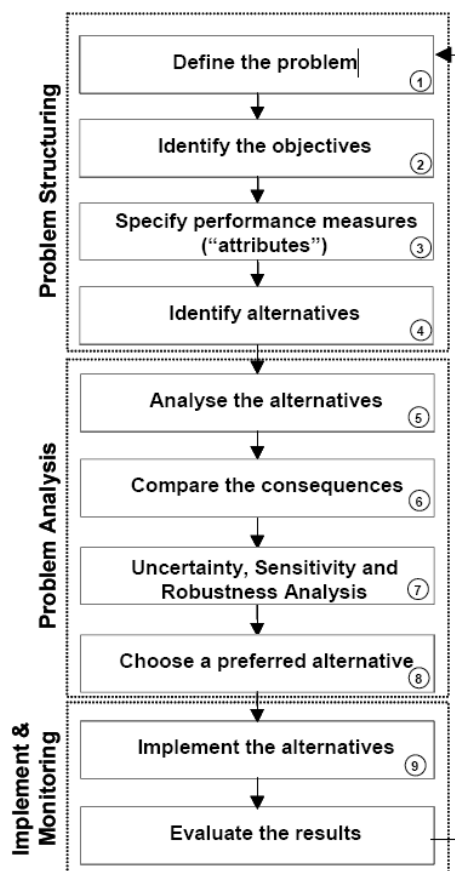 Problem Structuring
Define the problem
1
Identify the objectives
2
Specify performance measures
(“attributes”)
3
Identify alternatives
4
Problem Analysis
Analyse the alternatives
5
Compare the consequences
6
Uncertainty, Sensitivity and
Robustness Analysis
7
Choose a preferred alternative
8
Implement &
Monitoring
Implement the alternatives
9
Evaluate the results